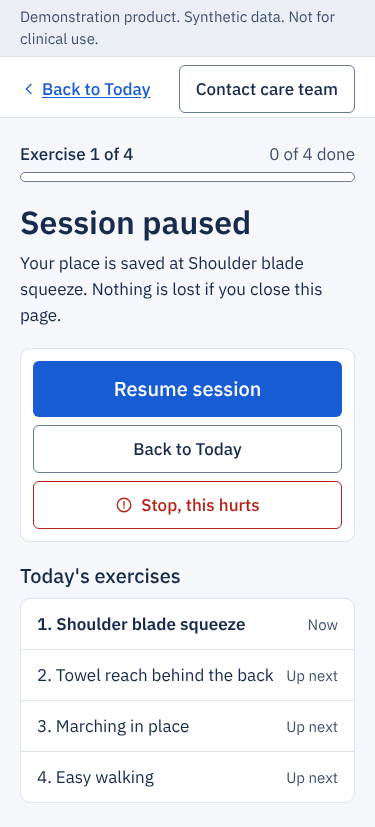 Demonstration product. Synthetic data. Not for
clinical use.
Back to Today
Contact care team
Exercise 1 of 4
0 of 4 done
Session paused
Your place is saved at Shoulder blade
squeeze. Nothing is lost if you close this
page.
Resume session
Back to Today
Stop, this hurts
Today's exercises
1. Shoulder blade squeeze
Now
2. Towel reach behind the back
Up next
3. Marching in place
Up next
4. Easy walking
Up next